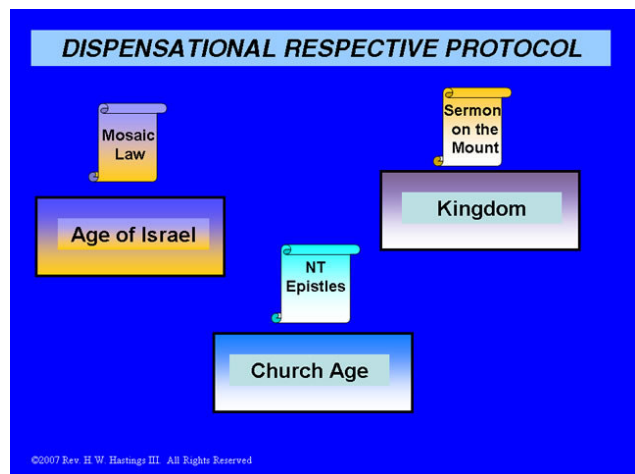 DISPENSATIONAL RESPECTIVE PROTOCOL
Mosaic
Law
Age of Israel
Sermon
on the
Mount
Kingdom
NT
Epistles
Church Age
©2007 Rev. H.W. Hastings III. All Rights Reserved